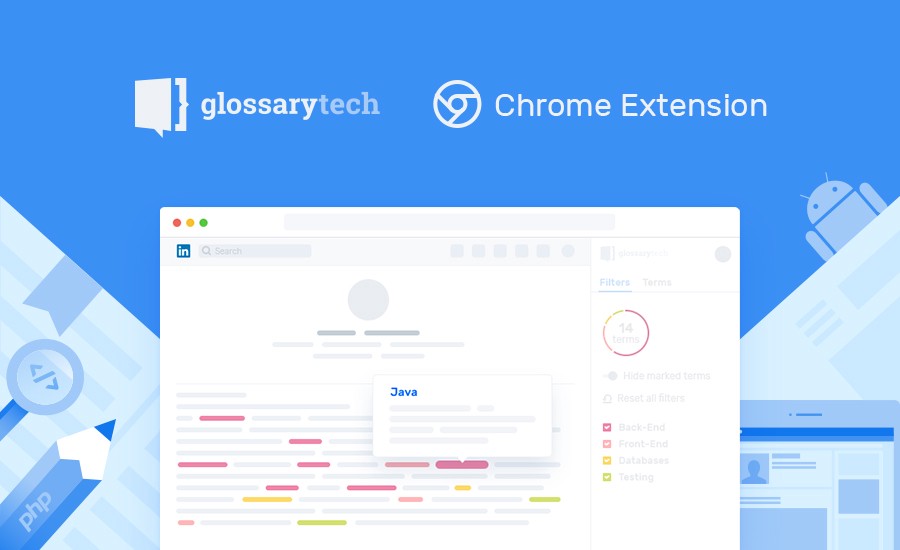 glossarytech
Chrome Extension
in
Search
glossarytech
Filters Terms
14
terms
Hide marked terms
Reset all filters
Java
Back-End
Front-End
Databases
Testing
</>
php